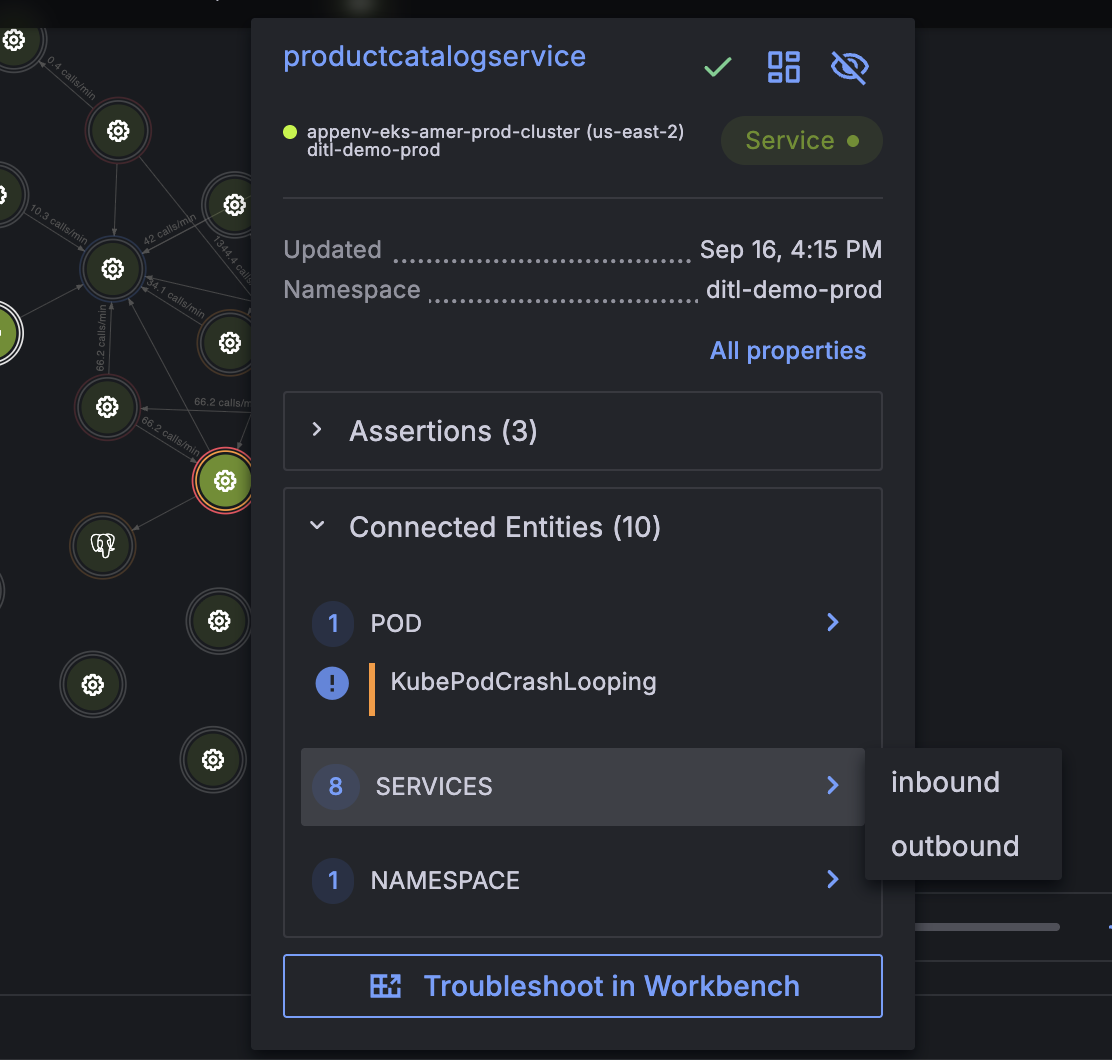 productcatalogservice
appenv-eks-amer-prod-cluster (us-east-2)
ditl-demo-prod
Service
Updated Sep 16, 4:15 PM
Namespace ditl-demo-prod
All properties
Assertions (3)
Connected Entities (10)
1 POD
! KubePodCrashLooping
8 SERVICES
inbound
outbound
1 NAMESPACE
Troubleshoot in Workbench
0.4 calls/min
10.3 calls/min
42 calls/min
1344.4
34.1 calls/min
66.2 calls/min
66.2 calls/m
66.2 calls/min